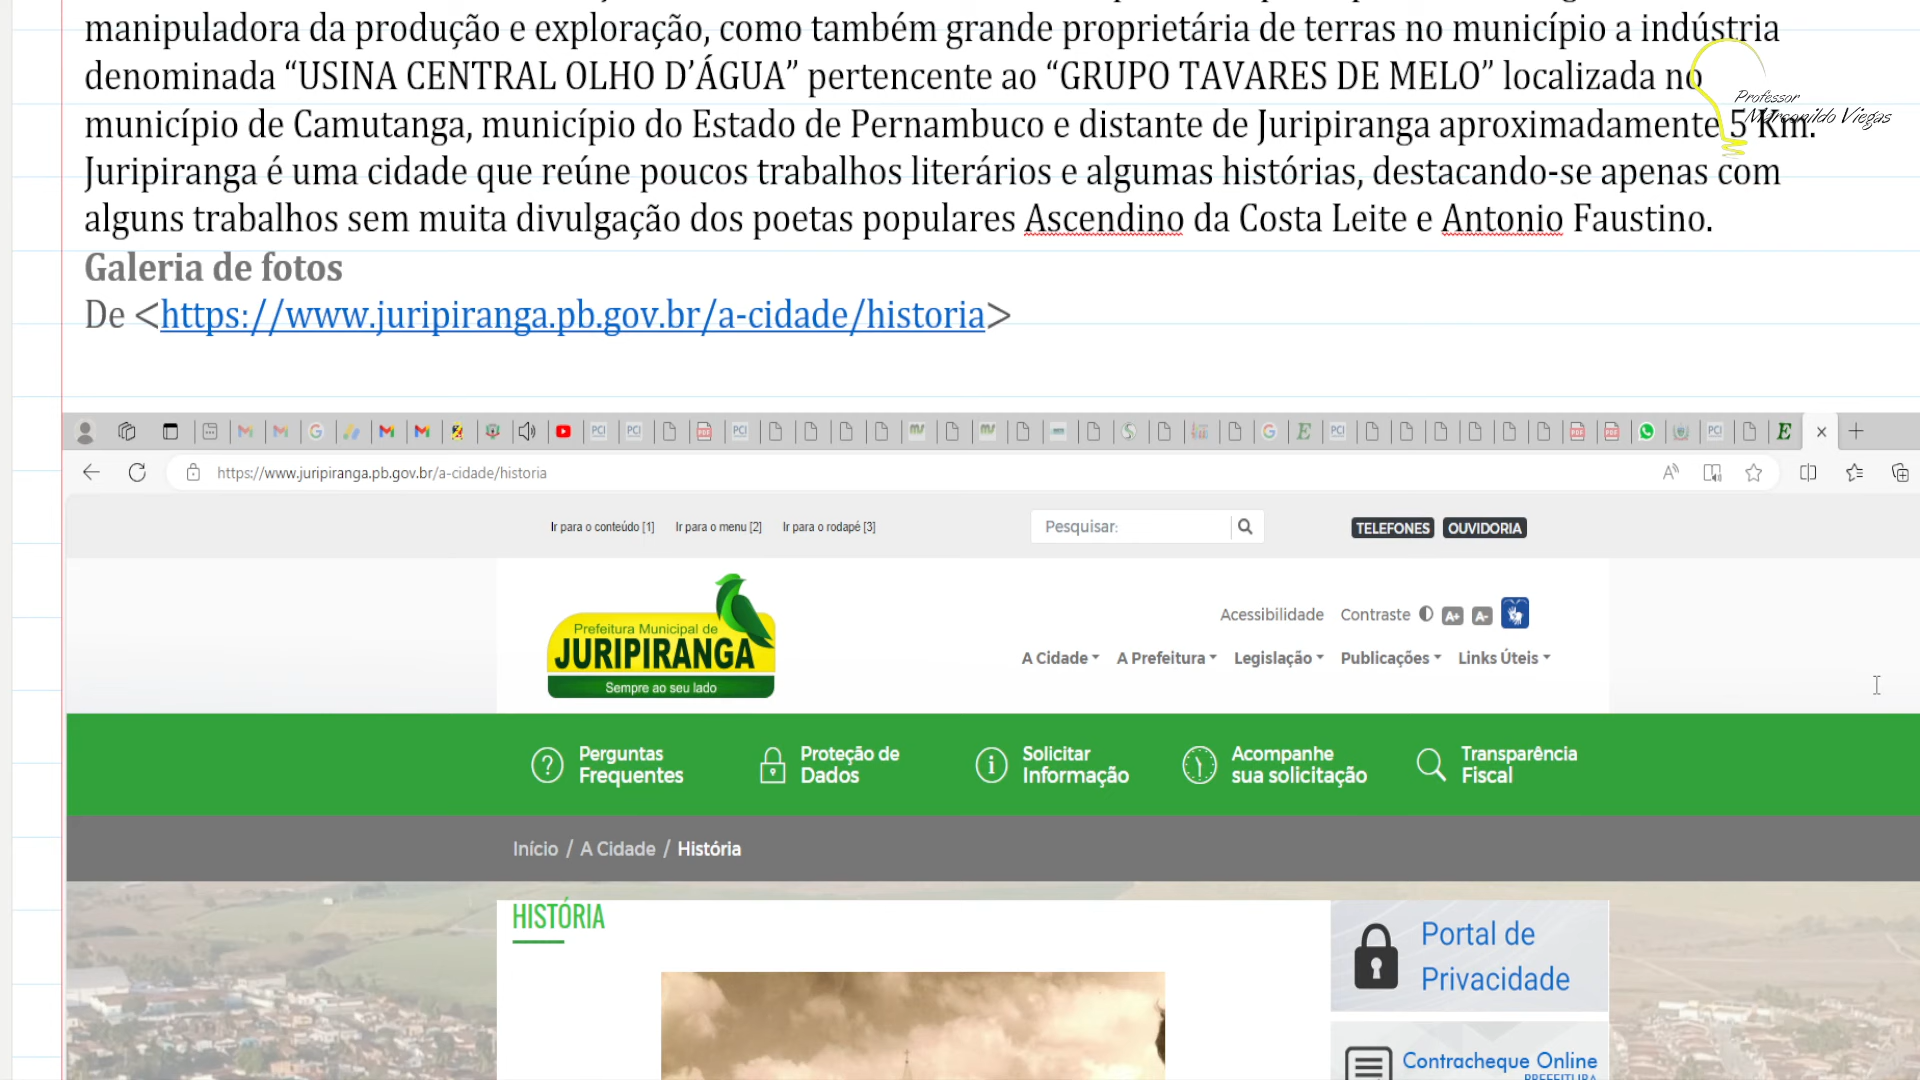 manipuladora da produção e exploração, como também grande proprietária de terras no município a indústria
denominada “USINA CENTRAL OLHO D’ÁGUA” pertencente ao “GRUPO TAVARES DE MELO” localizada no
município de Camutanga, município do Estado de Pernambuco e distante de Juripiranga aproximadamente 5 Km.
Professor
Marconildo Viegas
Juripiranga é uma cidade que reúne poucos trabalhos literários e algumas histórias, destacando-se apenas com
alguns trabalhos sem muita divulgação dos poetas populares Ascendino da Costa Leite e Antonio Faustino.
Galeria de fotos
De <https://www.juripiranga.pb.gov.br/a-cidade/historia>
https://www.juripiranga.pb.gov.br/a-cidade/historia
Ir para o conteúdo [1] Ir para o menu [2] Ir para o rodapé [3] Pesquisar: TELEFONES OUVIDORIA
Prefeitura Municipal de
JURIPIRANGA
Sempre ao seu lado
Acessibilidade Contraste A+ A-
A Cidade A Prefeitura Legislação Publicações Links Úteis
Perguntas Frequentes
Proteção de Dados
Solicitar Informação
Acompanhe sua solicitação
Transparência Fiscal
Início / A Cidade / História
HISTÓRIA
Portal de
Privacidade
Contracheque Online
PREFEITURA